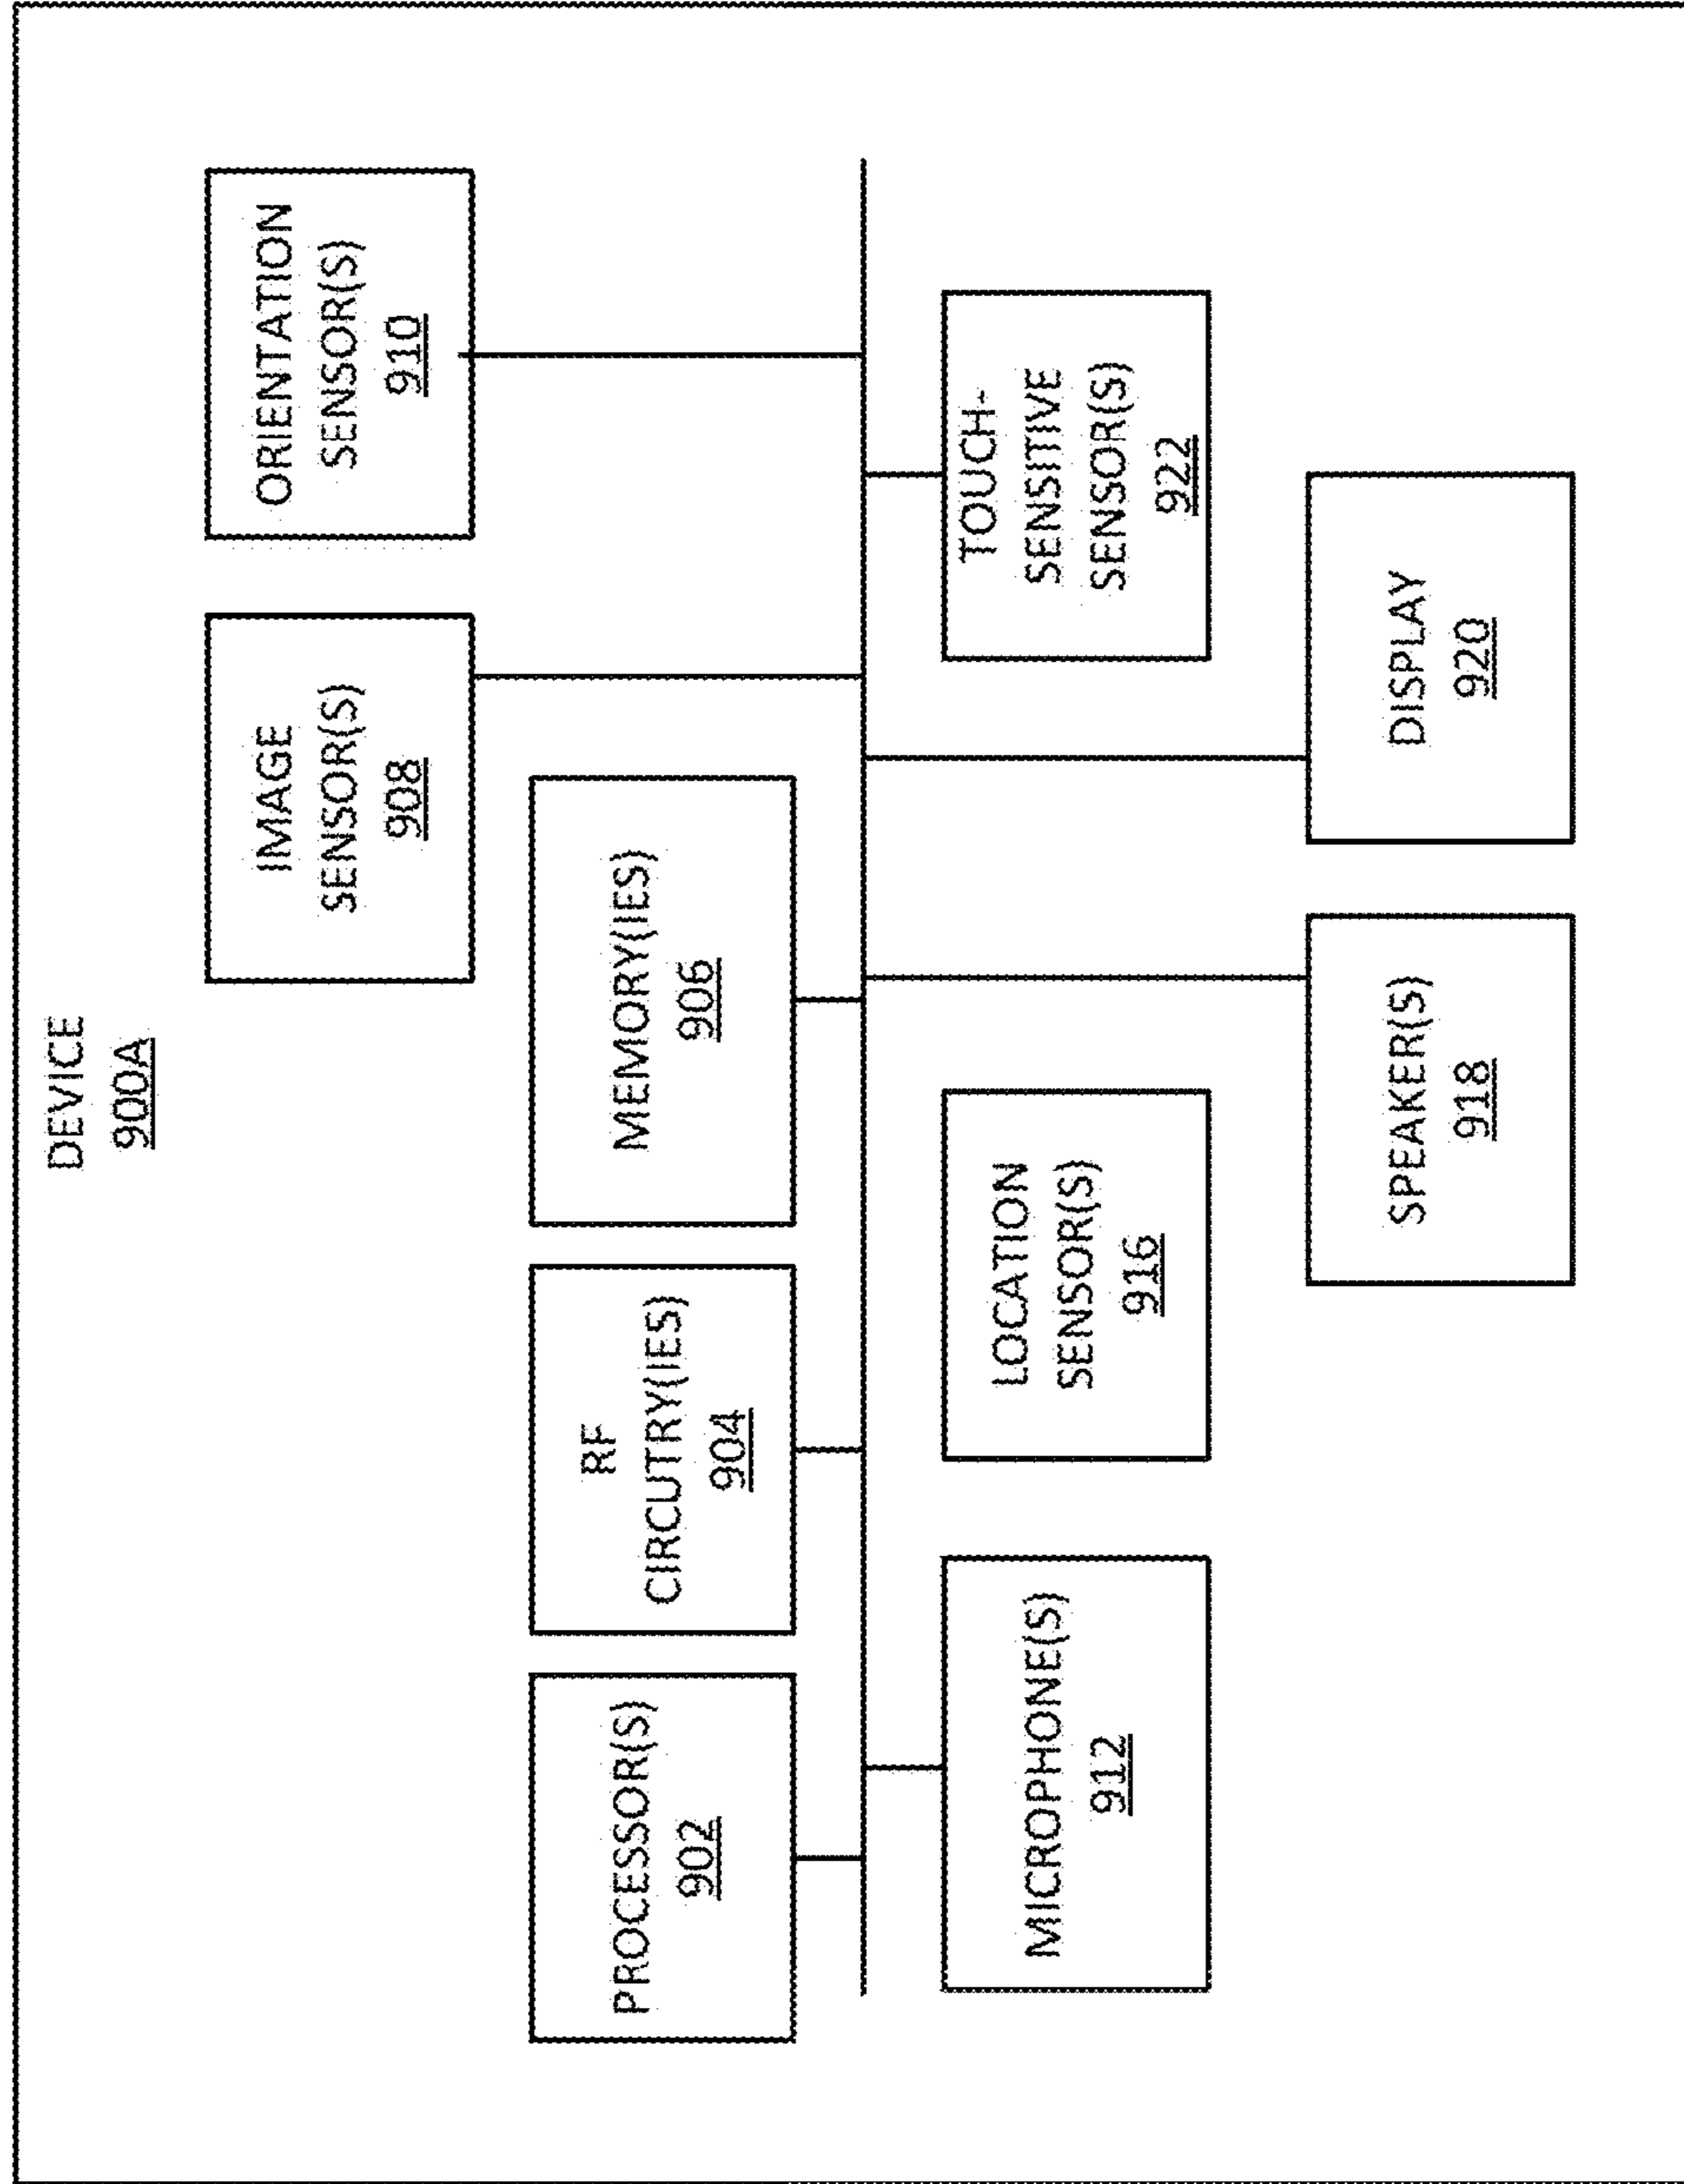 DEVICE
900A
IMAGE
SENSOR(S)
908
ORIENTATION
SENSOR(S)
910
PROCESSOR(S)
902
RF
CIRCUTRY(IES)
904
MEMORY(IES)
906
MICROPHONE(S)
912
LOCATION
SENSOR(S)
916
TOUCH-
SENSITIVE
SENSOR(S)
922
SPEAKER(S)
918
DISPLAY
920